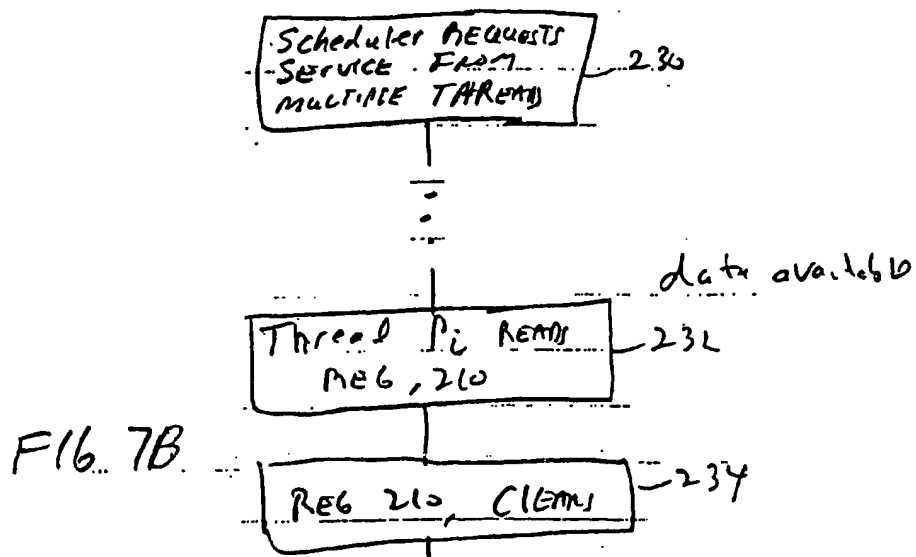 Scheduler REQUESTS
SERVICE FROM
MULTIPLE THREADS
230
data available
Thread Pi READS
REG, 210
232
FIG. 7B
REG 210, CLEARS
234